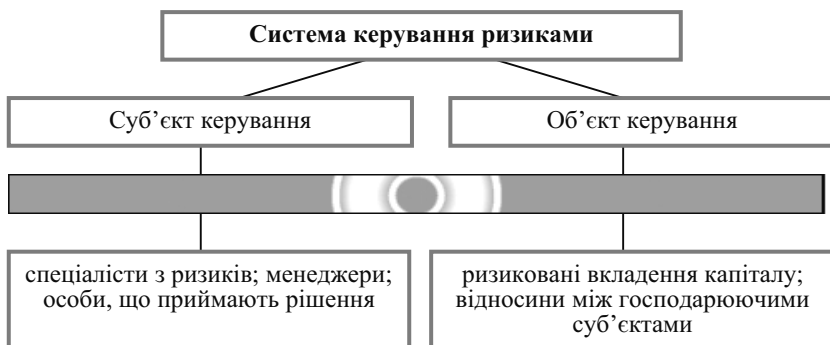 Система керування ризиками
Суб’єкт керування
Об’єкт керування
спеціалісти з ризиків; менеджери;
особи, що приймають рішення
ризиковані вкладення капіталу;
відносини між господарюючими
суб’єктами